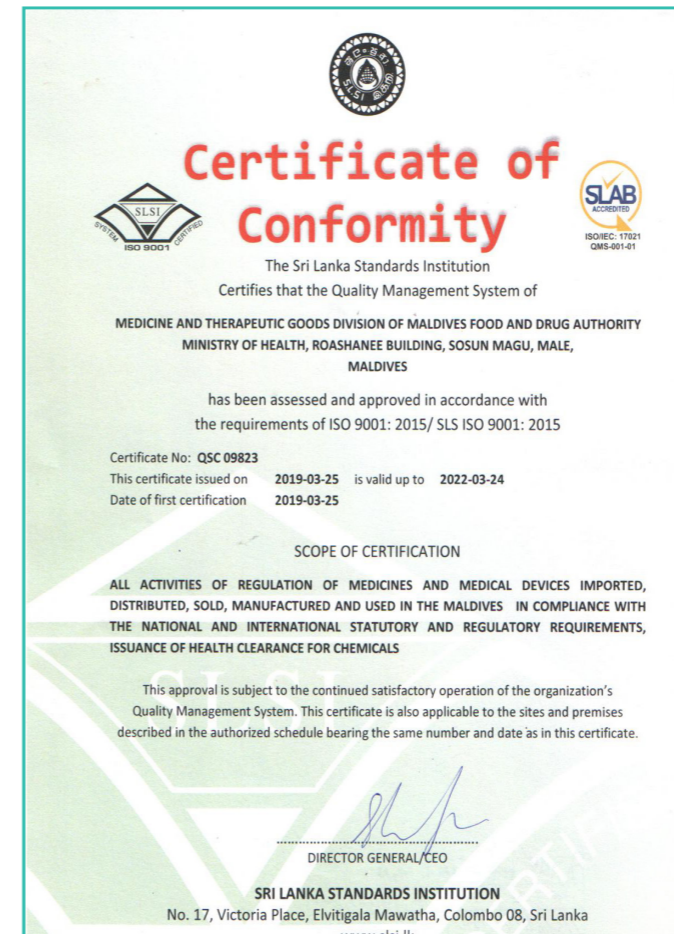 S.L.S.I
Certificate of
Conformity
SLSI
SYSTEM CERTIFIED
ISO 9001
SLAB
ACCREDITED
ISO/IEC: 17021
QMS-001-01
The Sri Lanka Standards Institution
Certifies that the Quality Management System of
MEDICINE AND THERAPEUTIC GOODS DIVISION OF MALDIVES FOOD AND DRUG AUTHORITY
MINISTRY OF HEALTH, ROASHANEE BUILDING, SOSUN MAGU, MALE,
MALDIVES
has been assessed and approved in accordance with
the requirements of ISO 9001: 2015/ SLS ISO 9001: 2015
Certificate No: QSC 09823
This certificate issued on 2019-03-25 is valid up to 2022-03-24
Date of first certification 2019-03-25
SCOPE OF CERTIFICATION
ALL ACTIVITIES OF REGULATION OF MEDICINES AND MEDICAL DEVICES IMPORTED,
DISTRIBUTED, SOLD, MANUFACTURED AND USED IN THE MALDIVES IN COMPLIANCE WITH
THE NATIONAL AND INTERNATIONAL STATUTORY AND REGULATORY REQUIREMENTS,
ISSUANCE OF HEALTH CLEARANCE FOR CHEMICALS
SLSI
This approval is subject to the continued satisfactory operation of the organization's
Quality Management System. This certificate is also applicable to the sites and premises
described in the authorized schedule bearing the same number and date as in this certificate.
DIRECTOR GENERAL/CEO
SRI LANKA STANDARDS INSTITUTION
No. 17, Victoria Place, Elvitigala Mawatha, Colombo 08, Sri Lanka